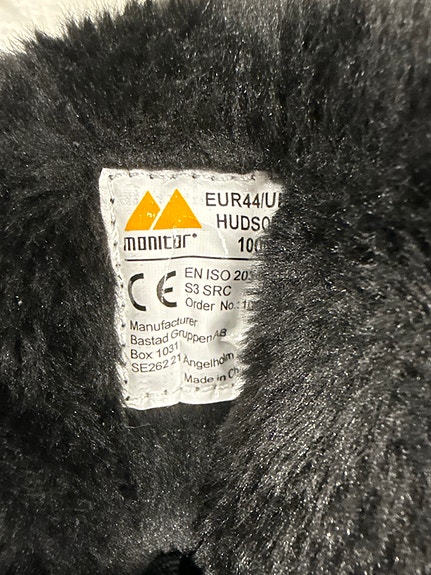 EUR44/U
HUDSO
monitor
100
EN ISO 20
S3 SRC
Order No.: 1
Manufacturer
Bastad Gruppen AB
Box 1031
SE262 21 Angelholm
Made in Ch